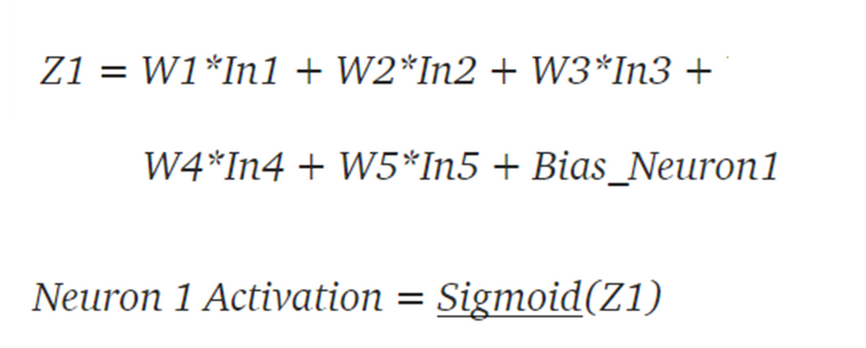 Z1 = W1*In1 + W2*In2 + W3*In3 +
W4*In4 + W5*In5 + Bias_Neuron1
Neuron 1 Activation = Sigmoid(Z1)